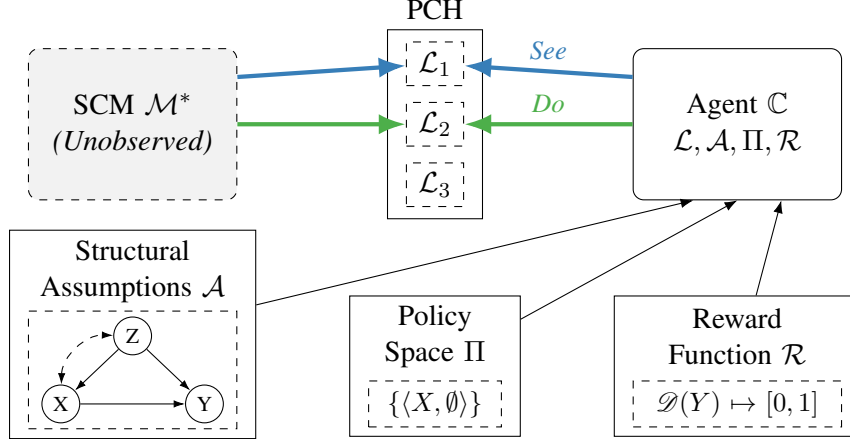 PCH
SCM 𝓜*
(Unobserved)
𝓛₁
𝓛₂
𝓛₃
See
Do
Agent ℂ
𝓛, 𝓐, Π, 𝓡
Structural
Assumptions 𝓐
Z
X
Y
Policy
Space Π
{⟨X, ∅⟩}
Reward
Function 𝓡
𝒟(Y) ↦ [0, 1]